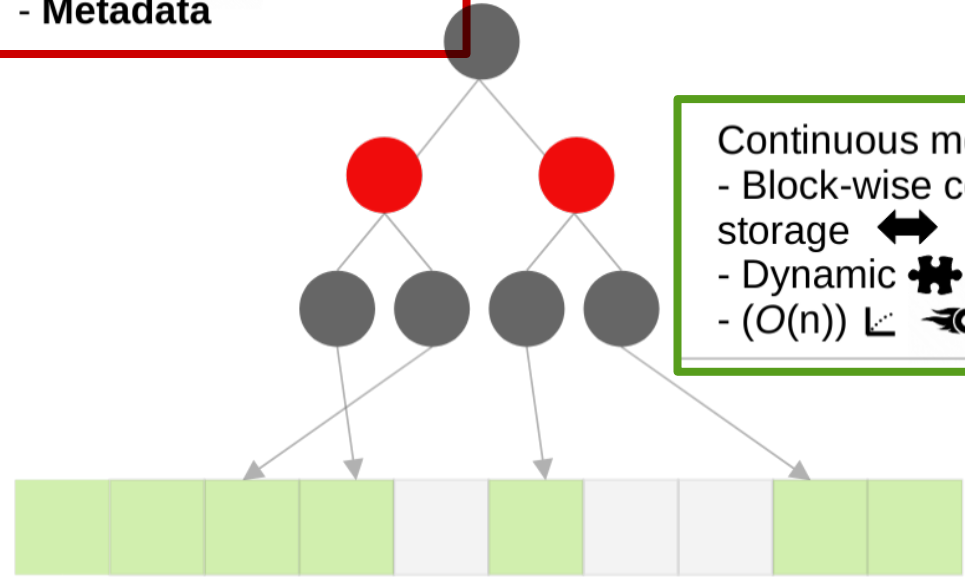 - Metadata
Continuous
- Block-wise
storage
- Dynamic
- (O(n))